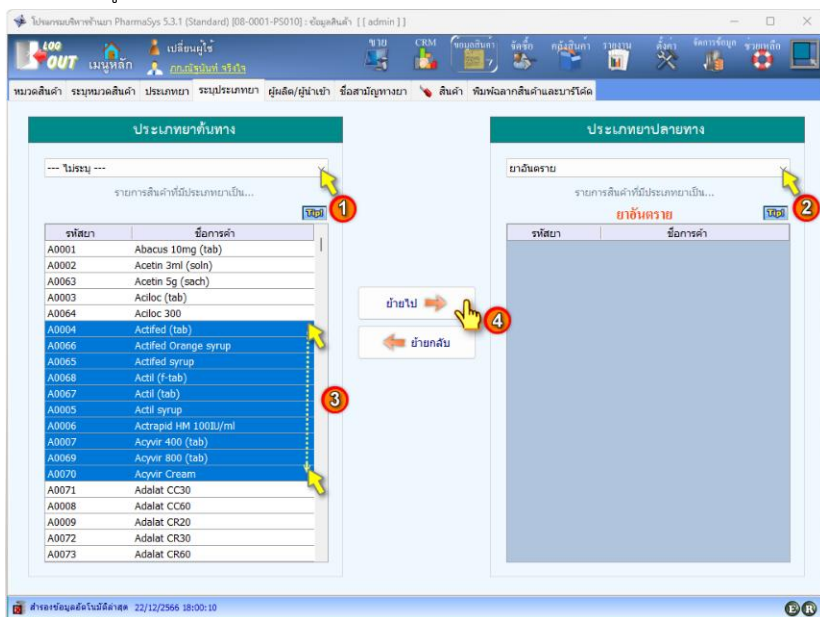 โปรแกรมบริหารร้านยา PharmaSys 5.3.1 (Standard) [08-0001-PS010] : ข้อมูลสินค้า [ [ admin ] ]
LOG OUT
เมนูหลัก
เปลี่ยนผู้ใช้
ขาย
CRM
ข้อมูลสินค้า
จัดซื้อ
คลังสินค้า
รายงาน
ตั้งค่า
จัดการข้อมูล
ช่วยเหลือ
หมวดสินค้า ระบุหมวดสินค้า ประเภทยา ระบุประเภทยา ผู้ผลิต/ผู้นำเข้า ชื่อสามัญทางยา สินค้า พิมพ์ฉลากสินค้าและบาร์โค้ด
ประเภทยาต้นทาง
--- ไม่ระบุ ---
รายการสินค้าที่มีประเภทยาเป็น...
Tip!
1
รหัสยา ชื่อการค้า
A0001 Abacus 10mg (tab)
A0002 Acetin 3ml (soln)
A0063 Acetin 5g (sach)
A0003 Aciloc (tab)
A0064 Aciloc 300
A0004 Actifed (tab)
A0066 Actifed Orange syrup
A0065 Actifed syrup
A0068 Actil (f-tab)
A0067 Actil (tab)
A0005 Actil syrup
A0006 Actrapid HM 100IU/ml
A0007 Acyvir 400 (tab)
A0069 Acyvir 800 (tab)
A0070 Acyvir Cream
A0071 Adalat CC30
A0008 Adalat CC60
A0009 Adalat CR20
A0072 Adalat CR30
A0073 Adalat CR60
3
ย้ายไป
4
ย้ายกลับ
ประเภทยาปลายทาง
ยาอันตราย
รายการสินค้าที่มีประเภทยาเป็น...
ยาอันตราย
Tip!
2
รหัสยา ชื่อการค้า
สำรองข้อมูลอัตโนมัติล่าสุด 22/12/2566 18:00:10
E R